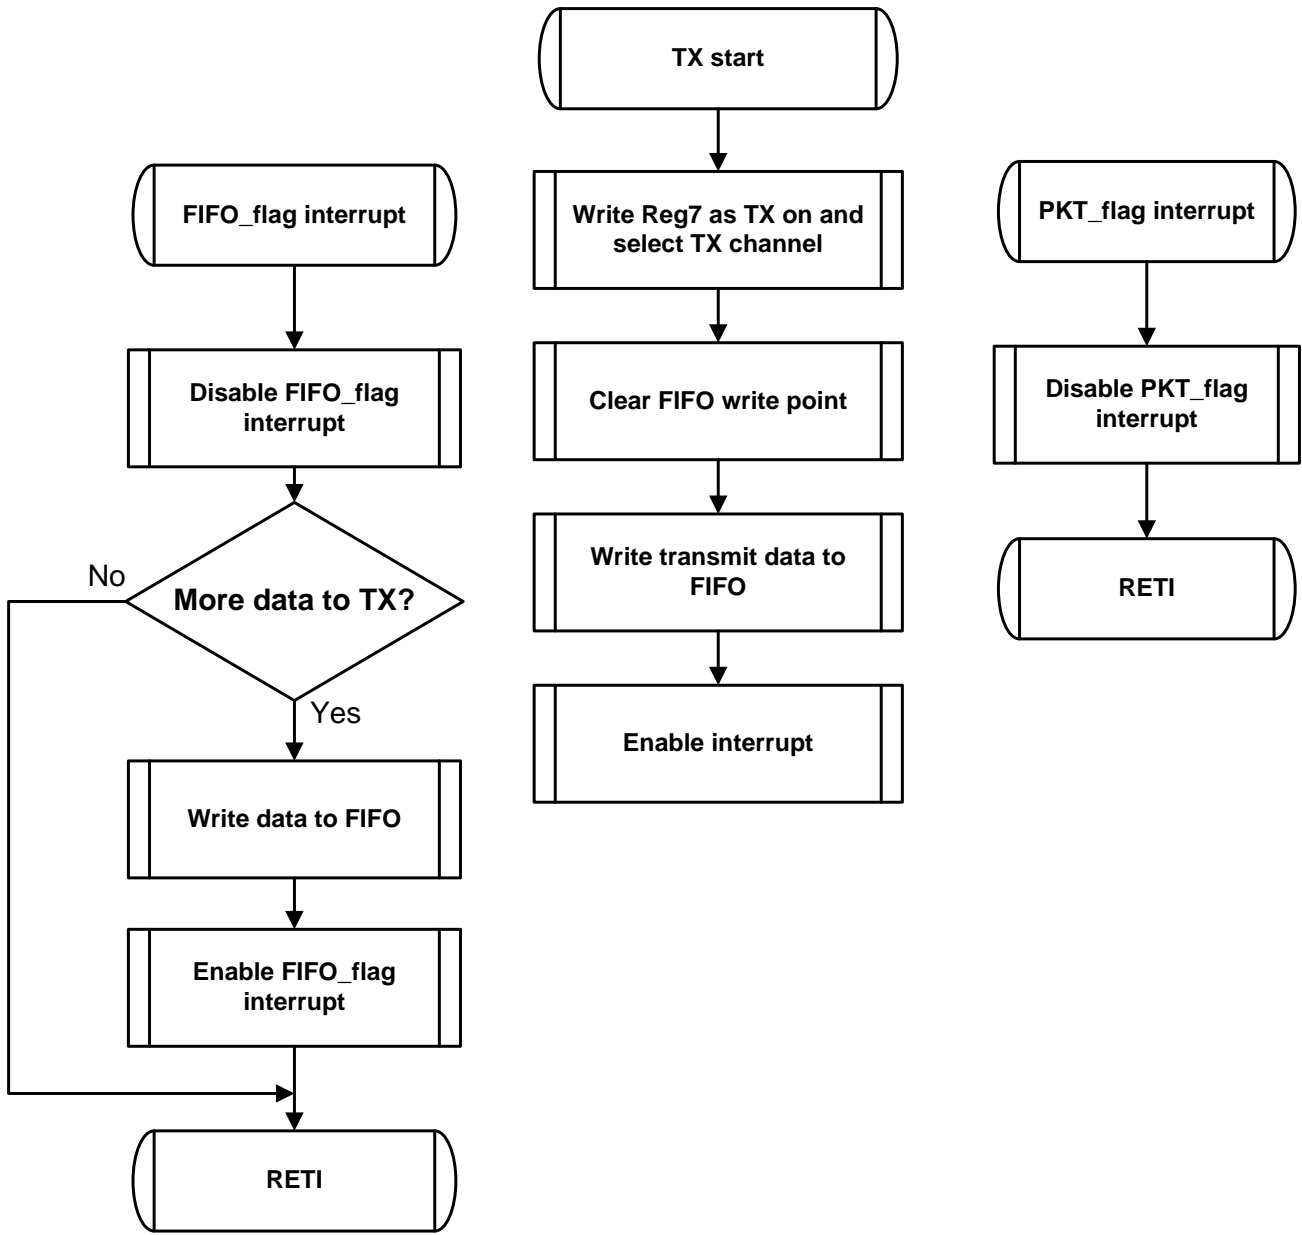 TX start
Write Reg7 as TX on and
select TX channel
Clear FIFO write point
Write transmit data to
FIFO
Enable interrupt
FIFO_flag interrupt
Disable FIFO_flag
interrupt
More data to TX?
No
Yes
Write data to FIFO
Enable FIFO_flag
interrupt
RETI
PKT_flag interrupt
Disable PKT_flag
interrupt
RETI